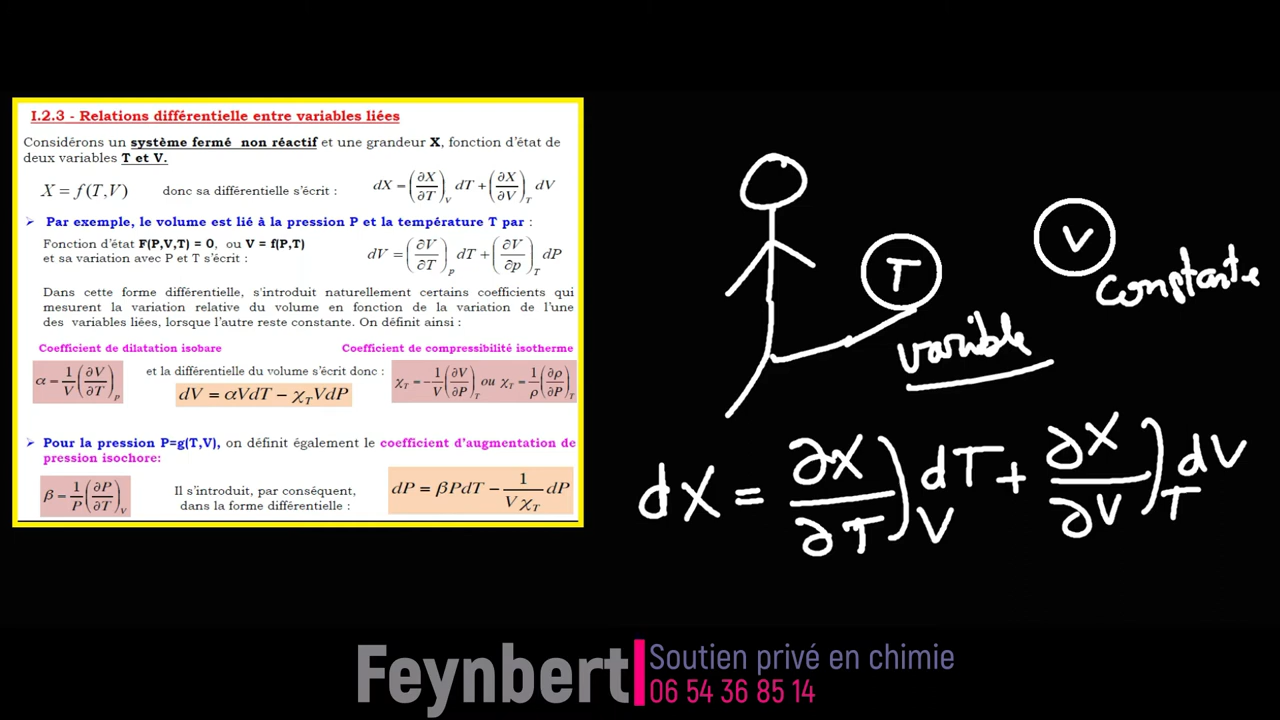 I.2.3 - Relations différentielle entre variables liées
Considérons un système fermé non réactif et une grandeur X, fonction d'état de
deux variables T et V.
X = f(T,V) donc sa différentielle s'écrit : dX = (∂X/∂T)_V dT + (∂X/∂V)_T dV
➢ Par exemple, le volume est lié à la pression P et la température T par :
Fonction d'état F(P,V,T) = 0, ou V = f(P,T)
et sa variation avec P et T s'écrit : dV = (∂V/∂T)_p dT + (∂V/∂p)_T dP
Dans cette forme différentielle, s'introduit naturellement certains coefficients qui
mesurent la variation relative du volume en fonction de la variation de l'une
des variables liées, lorsque l'autre reste constante. On définit ainsi :
Coefficient de dilatation isobare Coefficient de compressibilité isotherme
α = 1/V (∂V/∂T)_p et la différentielle du volume s'écrit donc : χ_T = -1/V (∂V/∂P)_T ou χ_T = 1/ρ (∂ρ/∂P)_T
dV = αVdT − χ_T VdP
➢ Pour la pression P=g(T,V), on définit également le coefficient d'augmentation de
pression isochore:
β = 1/P (∂P/∂T)_V Il s'introduit, par conséquent,
dans la forme différentielle : dP = βPdT − 1/(Vχ_T) dP
T
variable
V
constante
dX = ∂X/∂T)_V dT + ∂X/∂V)_T dV
Feynbert
Soutien privé en chimie
06 54 36 85 14